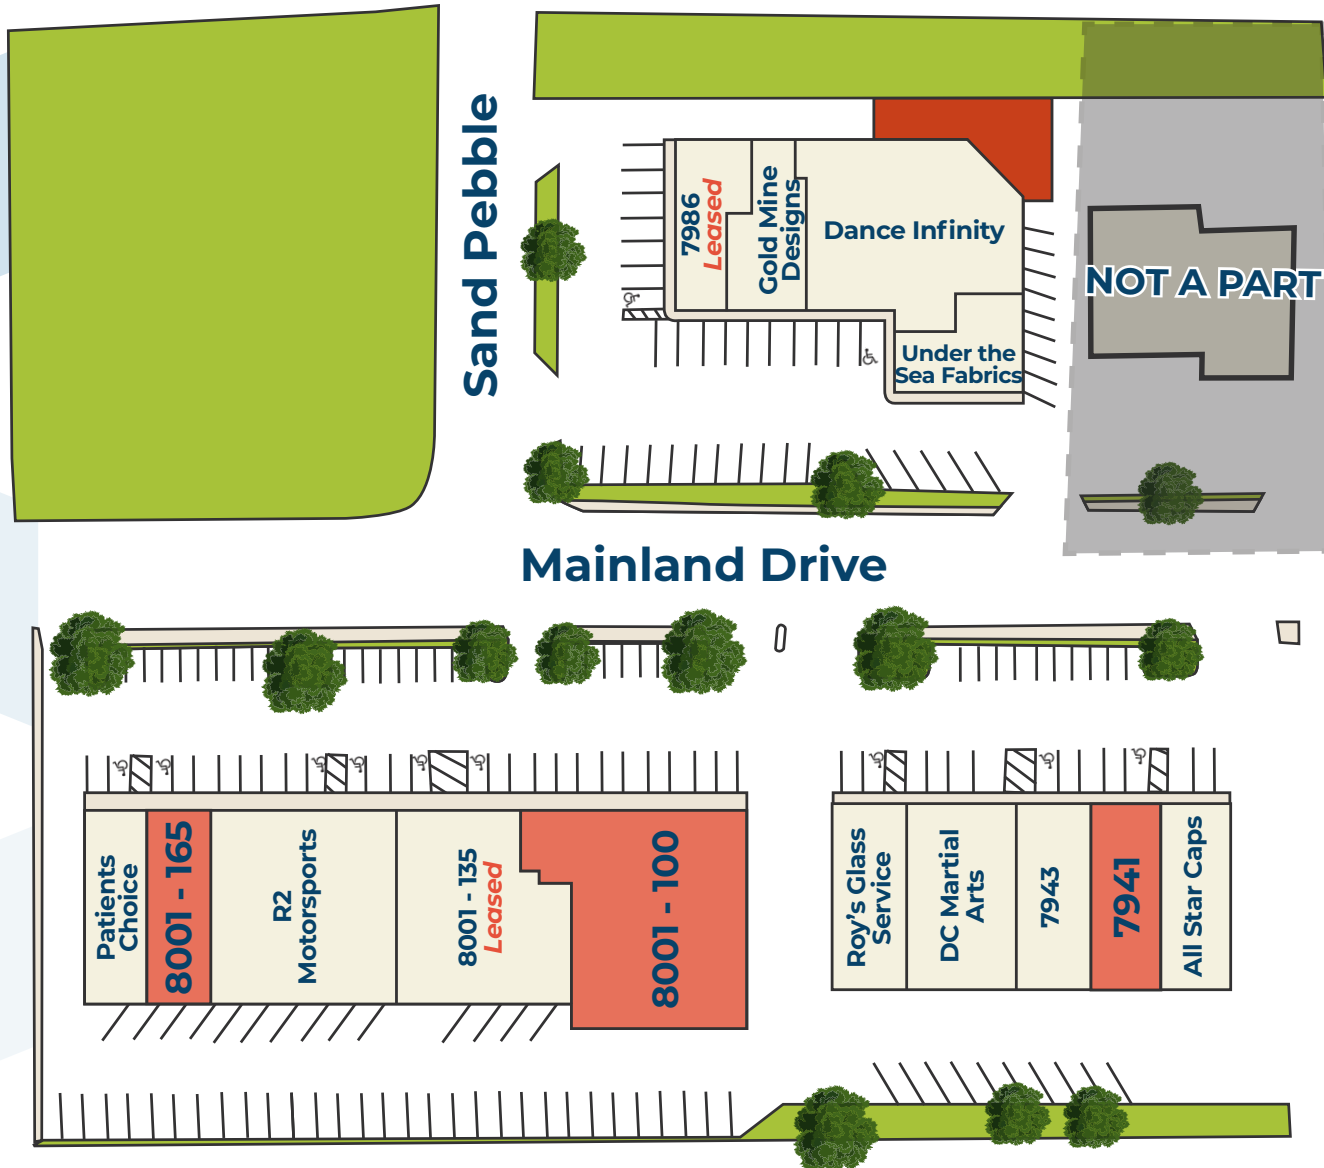 Sand Pebble
7986
Leased
Gold Mine
Designs
Dance Infinity
Under the
Sea Fabrics
NOT A PART
Mainland Drive
Patients
Choice
8001 - 165
R2
Motorsports
8001 - 135
Leased
8001 - 100
Roy's Glass
Service
DC Martial
Arts
7943
7941
All Star Caps